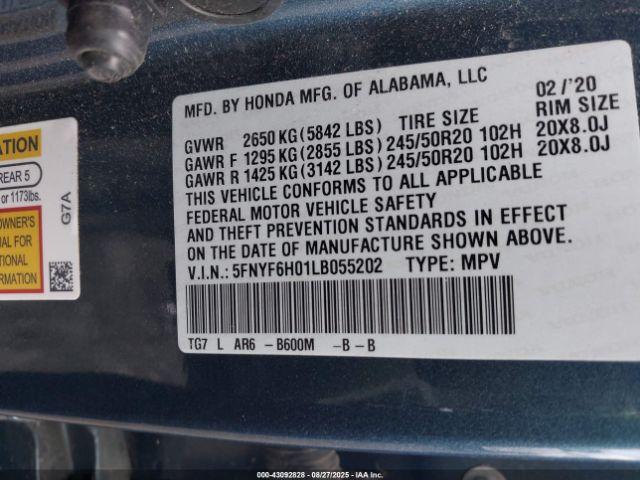 MFD. BY HONDA MFG. OF ALABAMA, LLC 02/'20
GVWR 2650 KG (5842 LBS) TIRE SIZE RIM SIZE
GAWR F 1295 KG (2855 LBS) 245/50R20 102H 20X8.0J
GAWR R 1425 KG (3142 LBS) 245/50R20 102H 20X8.0J
THIS VEHICLE CONFORMS TO ALL APPLICABLE
FEDERAL MOTOR VEHICLE SAFETY
AND THEFT PREVENTION STANDARDS IN EFFECT
ON THE DATE OF MANUFACTURE SHOWN ABOVE.
V.I.N.: 5FNYF6H01LB055202 TYPE: MPV
TG7 L AR6 -B600M -B -B
REAR 5
or 1173lbs.
OWNER'S
FOR
G7A
000-43092828 - 08/27/2025 - IAA Inc.